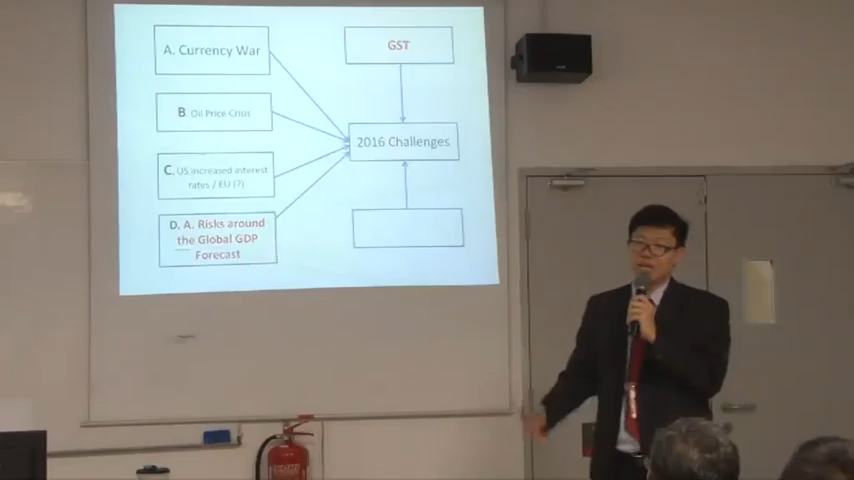 A. Currency War
GST
B. Oil Price Crisis
2016 Challenges
C. US increased interest
rates / EU (?)
D. A. Risks around
the Global GDP
Forecast